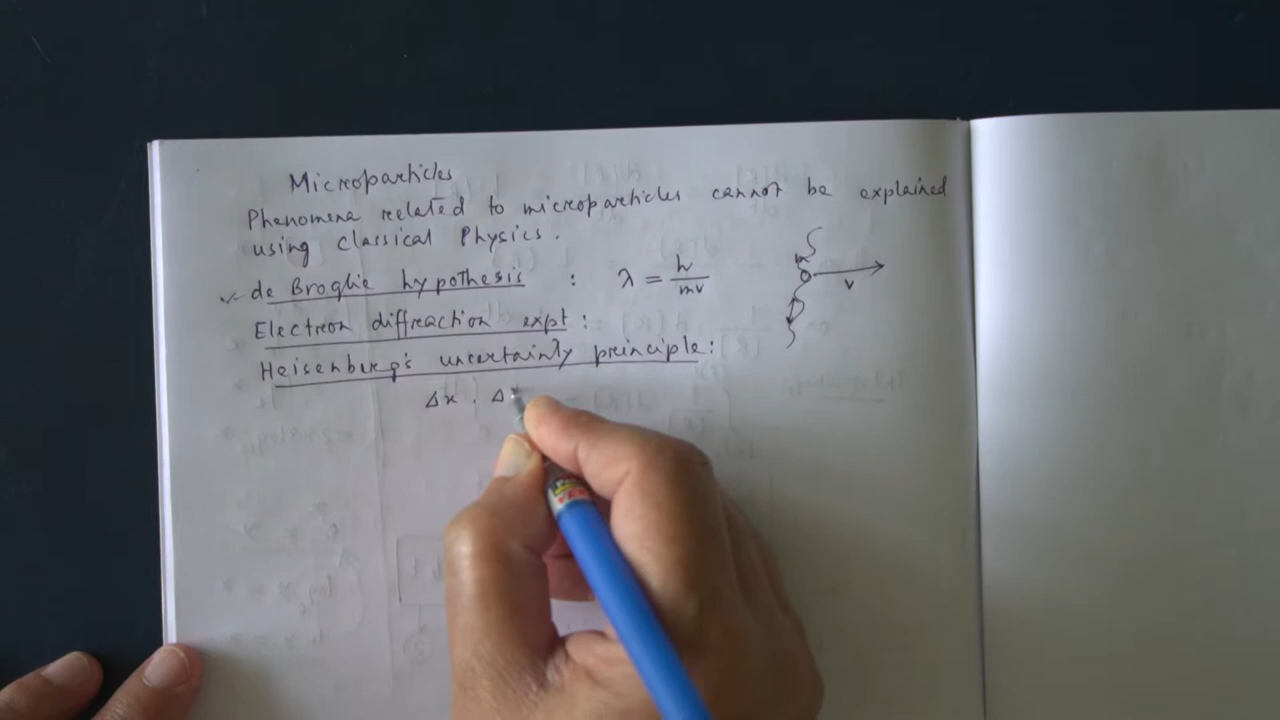 Microparticles
Phenomena related to microparticles cannot be explained
using Classical Physics.
de Broglie hypothesis : λ = h/mv
m
v
Electron diffraction expt :
Heisenberg's uncertainty principle:
Δx . Δ